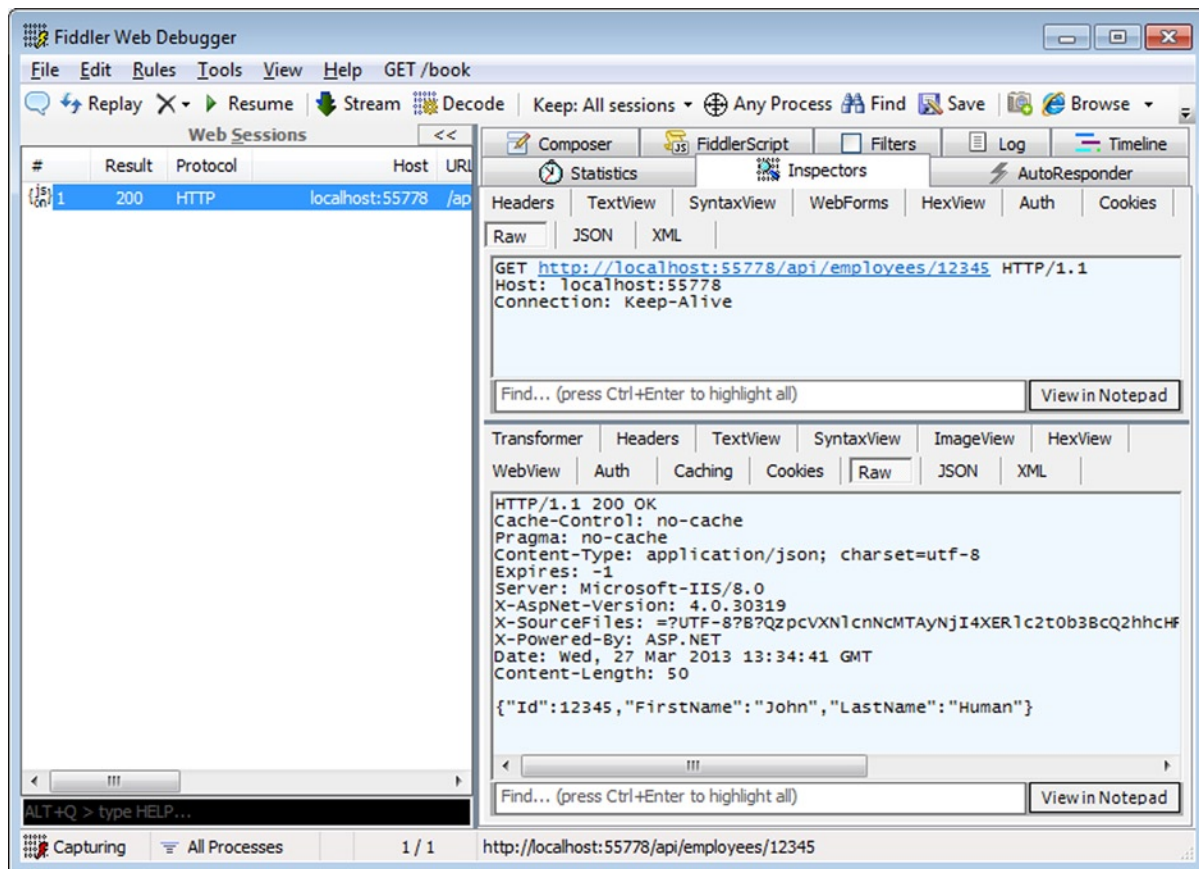 Fiddler Web Debugger
File Edit Rules Tools View Help GET /book
Replay Resume Stream Decode Keep: All sessions Any Process Find Save Browse
Web Sessions <<
# Result Protocol Host URL
1 200 HTTP localhost:55778 /ap
Composer FiddlerScript Filters Log Timeline
Statistics Inspectors AutoResponder
Headers TextView SyntaxView WebForms HexView Auth Cookies
Raw JSON XML
GET http://localhost:55778/api/employees/12345 HTTP/1.1
Host: localhost:55778
Connection: Keep-Alive
Find... (press Ctrl+Enter to highlight all) View in Notepad
Transformer Headers TextView SyntaxView ImageView HexView
WebView Auth Caching Cookies Raw JSON XML
HTTP/1.1 200 OK
Cache-Control: no-cache
Pragma: no-cache
Content-Type: application/json; charset=utf-8
Expires: -1
Server: Microsoft-IIS/8.0
X-AspNet-Version: 4.0.30319
X-SourceFiles:
X-Powered-By: ASP.NET
Date: Wed, 27 Mar 2013 13:34:41 GMT
Content-Length: 50
{"Id":12345,"FirstName":"John","LastName":"Human"}
Find... (press Ctrl+Enter to highlight all) View in Notepad
ALT+Q > type HELP...
Capturing All Processes 1 / 1 http://localhost:55778/api/employees/12345